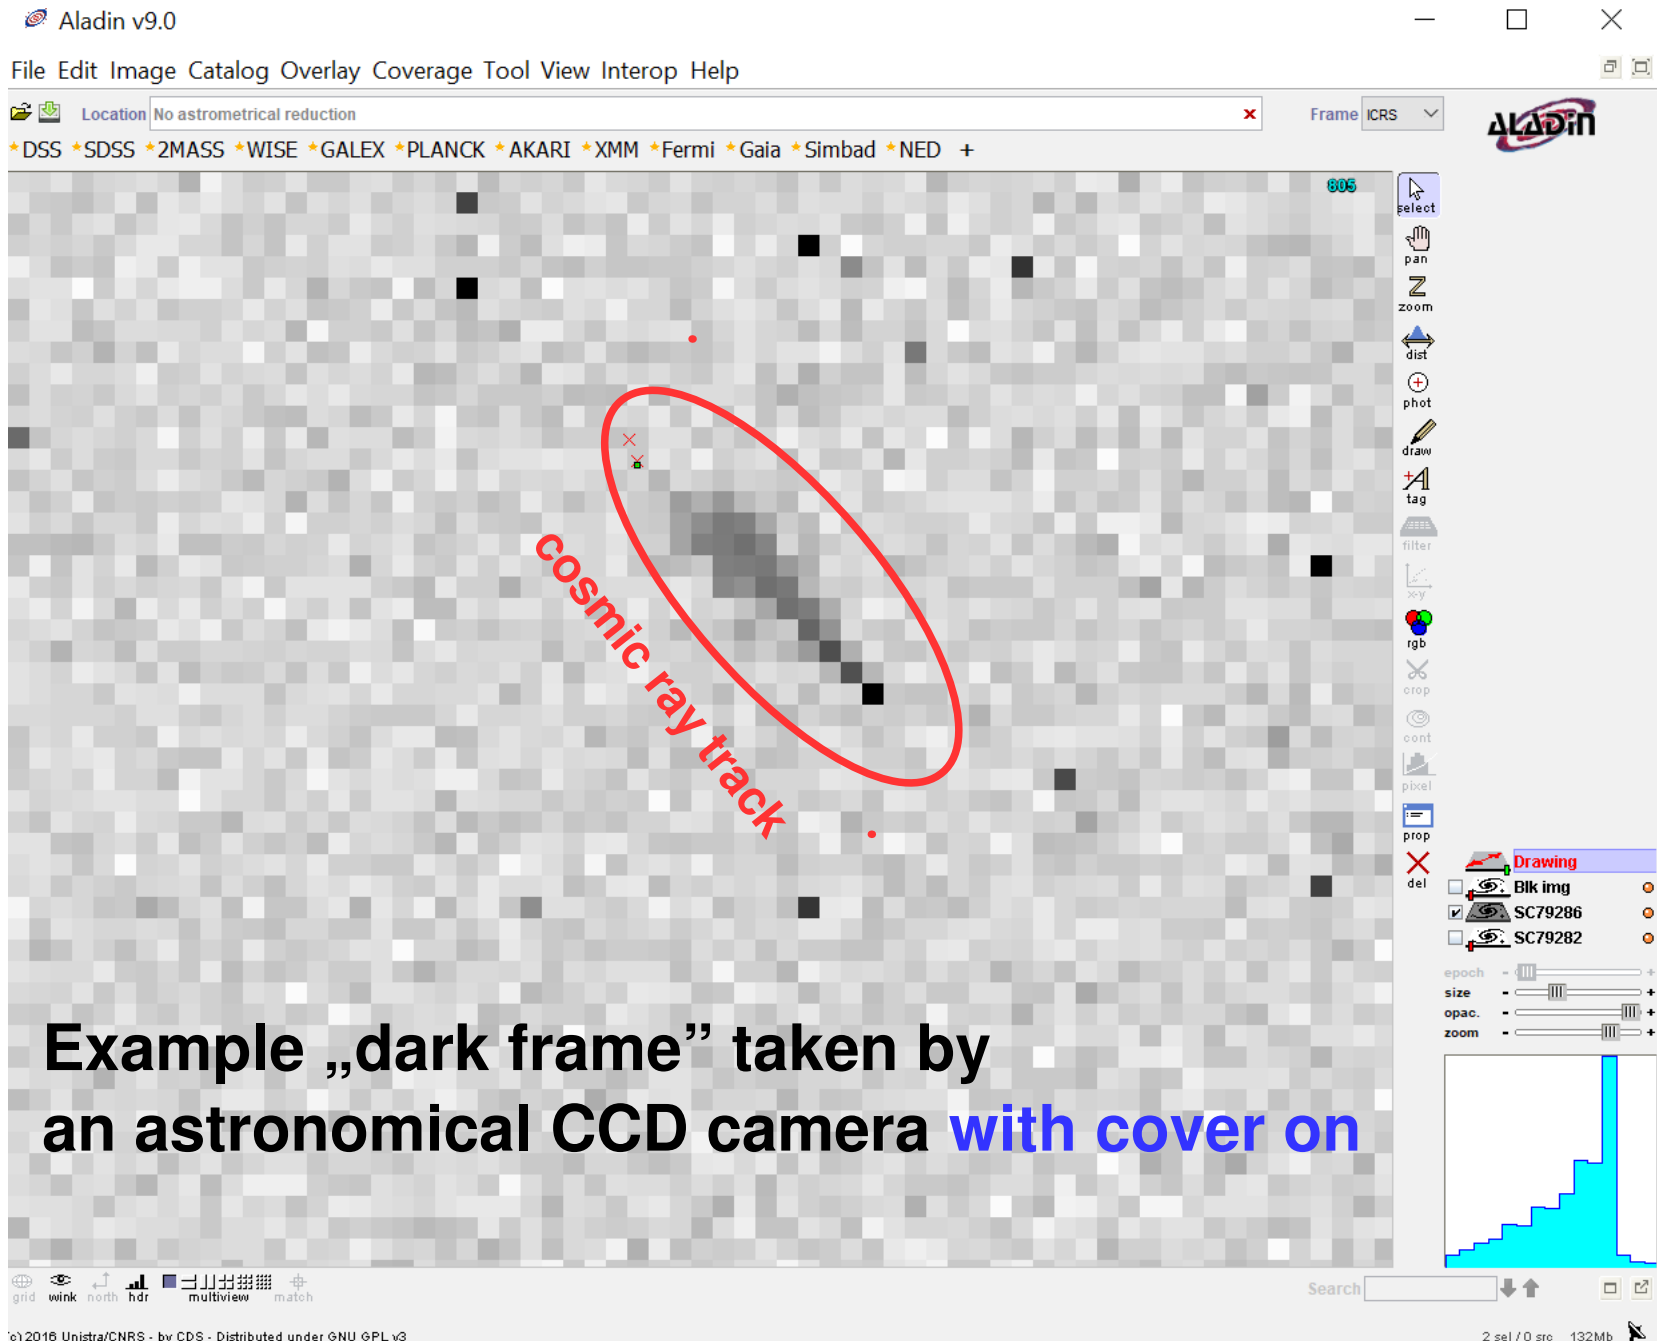 Aladin v9.0
File Edit Image Catalog Overlay Coverage Tool View Interop Help
Location No astrometrical reduction
Frame ICRS
ALADIN
DSS SDSS 2MASS WISE GALEX PLANCK AKARI XMM Fermi Gaia Simbad NED +
805
select
pan
zoom
dist
phot
draw
tag
filter
x-y
rgb
crop
cont
pixel
prop
del
cosmic ray track
Drawing
Blk img
SC79286
SC79282
epoch - +
size - +
opac. - +
zoom - +
Example „dark frame” taken by
an astronomical CCD camera with cover on
grid wink north hdr multiview match
Search
(c) 2016 Unistra/CNRS - by CDS - Distributed under GNU GPL v3
2 sel / 0 src 132Mb